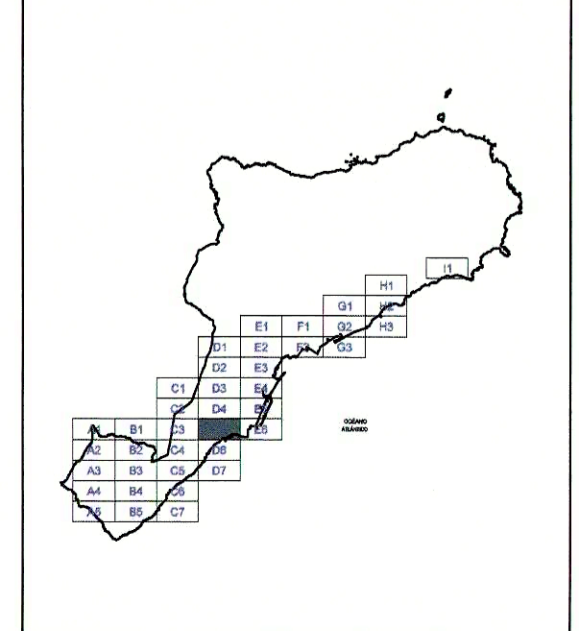 I1
H1
G1 H2
E1 F1 G2 H3
D1 E2 F2 G3
D2 E3
C1 D3 E4
C2 D4
A1 B1 C3 E6
A2 B2 C4 D6
A3 B3 C5 D7
A4 B4 C6
A5 B5 C7
OCÉANO
ATLÁNTICO